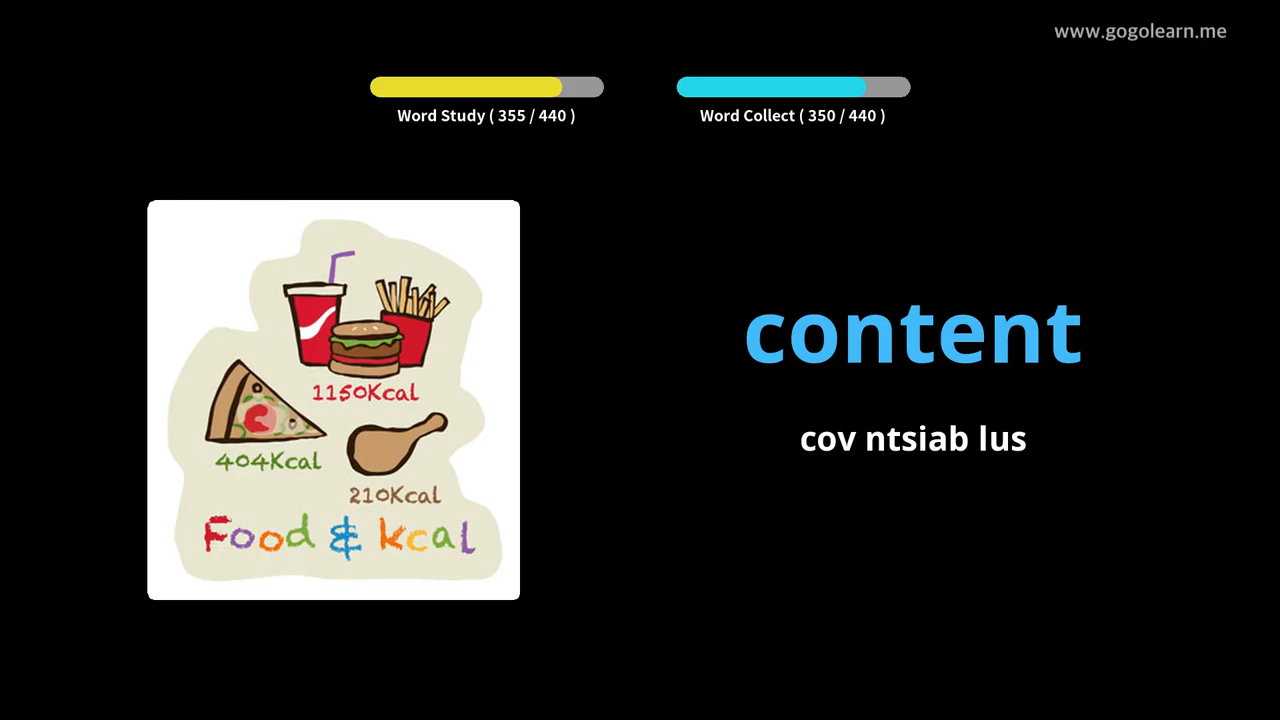 www.gogolearn.me
Word Study ( 355 / 440 )
Word Collect ( 350 / 440 )
1150Kcal
404Kcal
210Kcal
Food & kcal
content
cov ntsiab lus